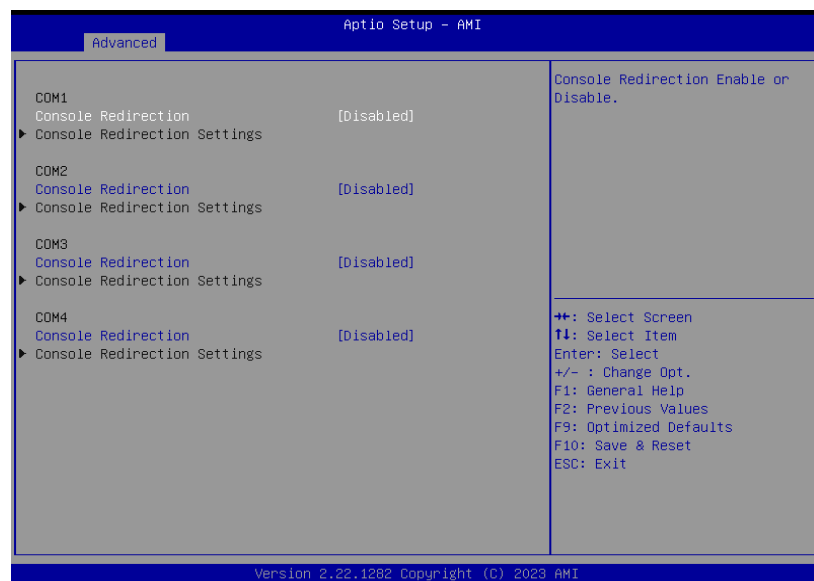 Aptio Setup – AMI
Advanced
COM1
Console Redirection [Disabled]
Console Redirection Settings
COM2
Console Redirection [Disabled]
Console Redirection Settings
COM3
Console Redirection [Disabled]
Console Redirection Settings
COM4
Console Redirection [Disabled]
Console Redirection Settings
Console Redirection Enable or
Disable.
→←: Select Screen
↑↓: Select Item
Enter: Select
+/- : Change Opt.
F1: General Help
F2: Previous Values
F9: Optimized Defaults
F10: Save & Reset
ESC: Exit
Version 2.22.1282 Copyright (C) 2023 AMI